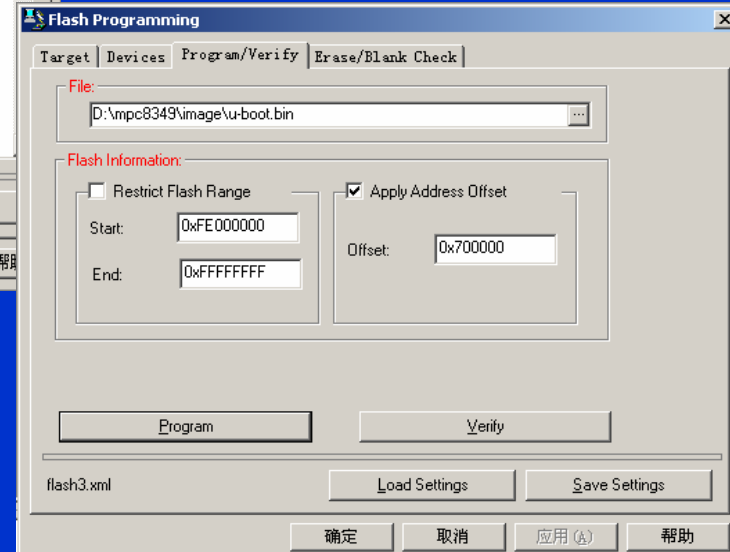 Flash Programming
Target Devices Program/Verify Erase/Blank Check
File:
D:\mpc8349\image\u-boot.bin ...
Flash Information:
Restrict Flash Range Apply Address Offset
Start: 0xFE000000
Offset: 0x700000
End: 0xFFFFFFFF
Program Verify
flash3.xml Load Settings Save Settings
确定 取消 应用(A) 帮助